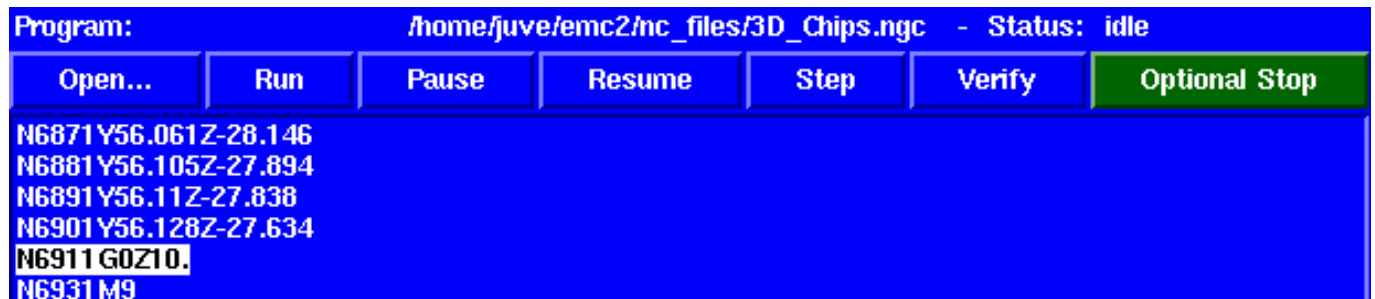 Program: /home/juve/emc2/nc_files/3D_Chips.ngc - Status: idle
Open... Run Pause Resume Step Verify Optional Stop
N6871Y56.061Z-28.146
N6881Y56.105Z-27.894
N6891Y56.11Z-27.838
N6901Y56.128Z-27.634
N6911G0Z10.
N6931M9